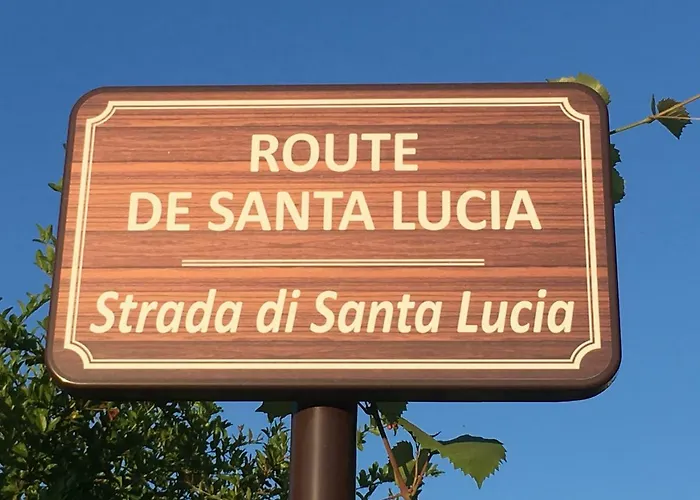 ROUTE
DE SANTA LUCIA
Strada di Santa Lucia